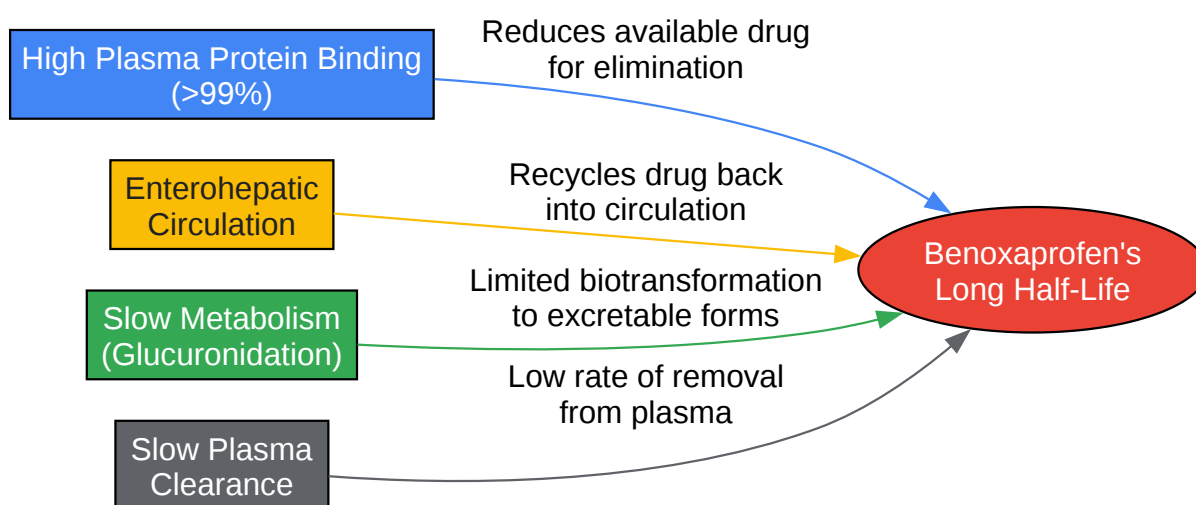 High Plasma Protein Binding
(>99%)
Reduces available drug
for elimination
Enterohepatic
Circulation
Recycles drug back
into circulation
Slow Metabolism
(Glucuronidation)
Limited biotransformation
to excretable forms
Slow Plasma
Clearance
Low rate of removal
from plasma
Benoxaprofen's
Long Half-Life